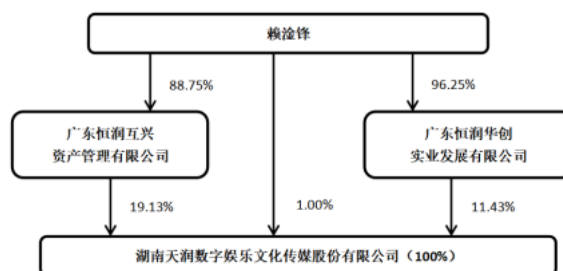 赖淦锋
88.75%
96.25%
广东恒润互兴
资产管理有限公司
广东恒润华创
实业发展有限公司
19.13%
1.00%
11.43%
湖南天润数字娱乐文化传媒股份有限公司（100%）